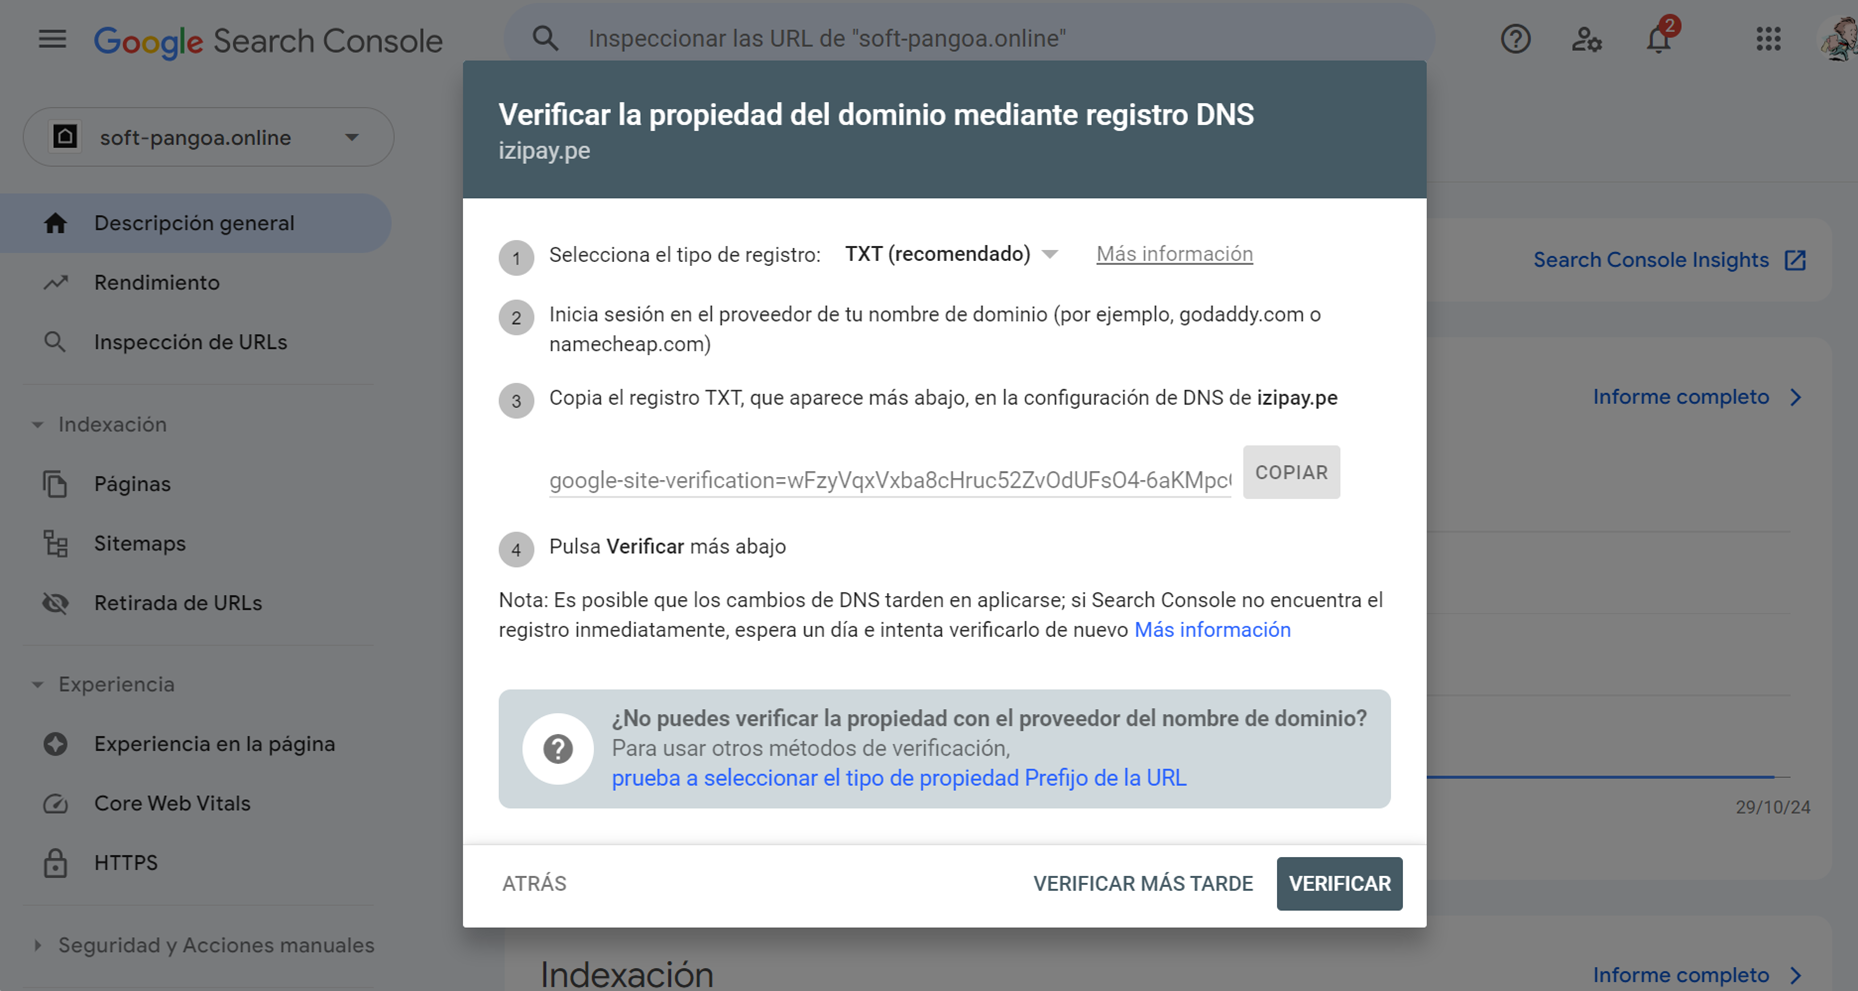 Google Search Console
Inspeccionar las URL de "soft-pangoa.online"
2
soft-pangoa.online
Descripción general
Rendimiento
Inspección de URLs
Indexación
Páginas
Sitemaps
Retirada de URLs
Experiencia
Experiencia en la página
Core Web Vitals
HTTPS
Seguridad y Acciones manuales
Verificar la propiedad del dominio mediante registro DNS
izipay.pe
1 Selecciona el tipo de registro: TXT (recomendado) Más información
2 Inicia sesión en el proveedor de tu nombre de dominio (por ejemplo, godaddy.com o
namecheap.com)
3 Copia el registro TXT, que aparece más abajo, en la configuración de DNS de izipay.pe
google-site-verification=wFzyVqxVxba8cHruc52ZvOdUFsO4-6aKMpc
COPIAR
4 Pulsa Verificar más abajo
Nota: Es posible que los cambios de DNS tarden en aplicarse; si Search Console no encuentra el
registro inmediatamente, espera un día e intenta verificarlo de nuevo Más información
¿No puedes verificar la propiedad con el proveedor del nombre de dominio?
Para usar otros métodos de verificación,
prueba a seleccionar el tipo de propiedad Prefijo de la URL
ATRÁS
VERIFICAR MÁS TARDE
VERIFICAR
Search Console Insights
Informe completo
29/10/24
Indexación
Informe completo